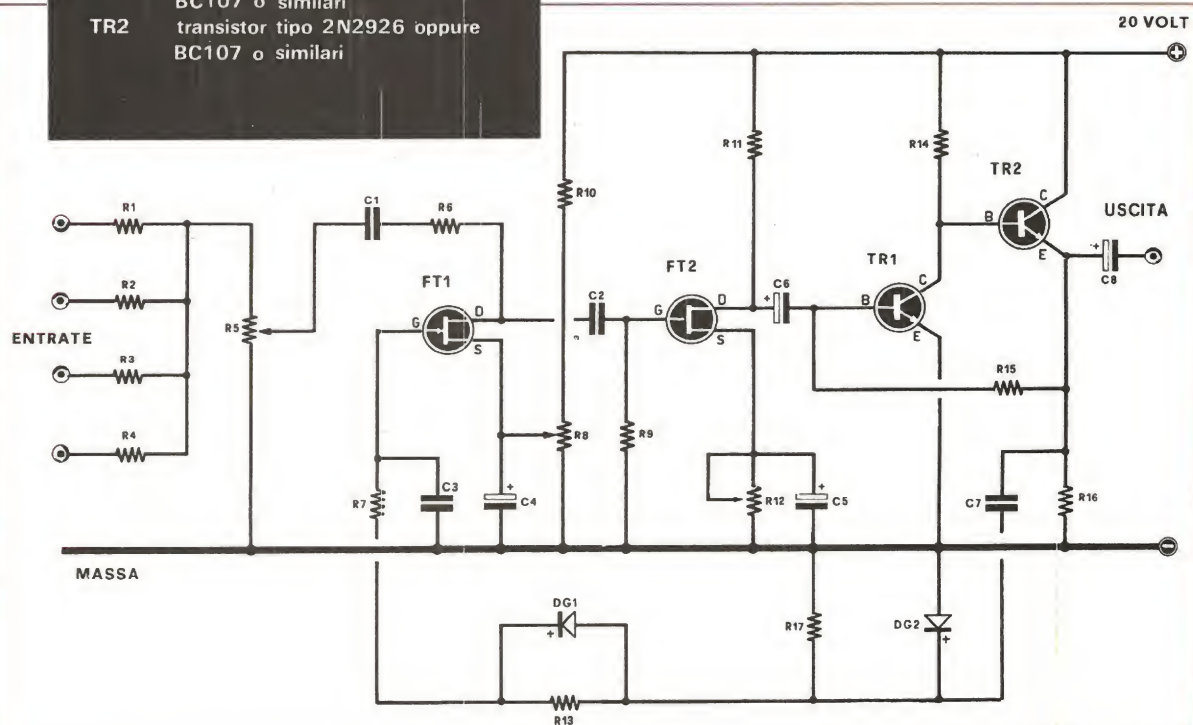 BC107 o similari
TR2 transistor tipo 2N2926 oppure
BC107 o similari
20 VOLT
R11
R14
TR2
R10
C
B
E
USCITA
R1
C1
R6
C8
R2
FT1
FT2
C6
TR1
C
R5
C2
D
G
S
D
G
S
B
E
ENTRATE
R3
R15
R4
R8
R9
R7
C3
C4
R12
C5
C7
R16
MASSA
DG1
R17
DG2
R13